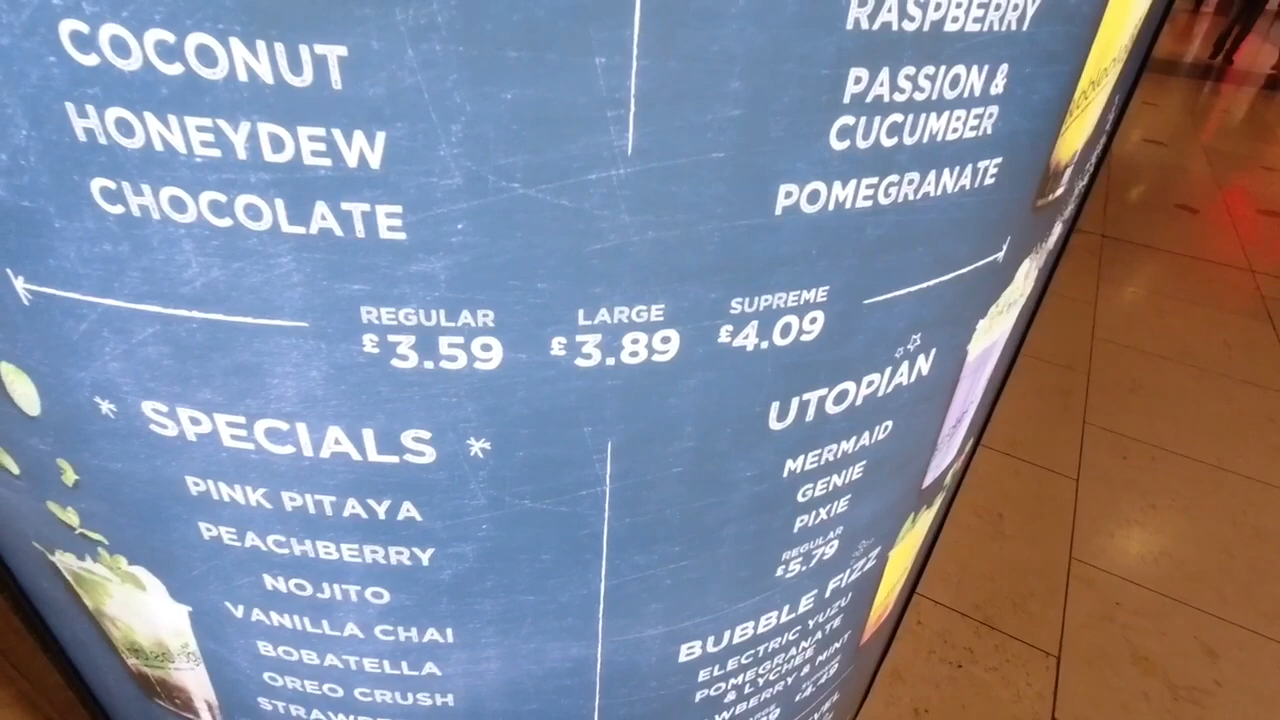 COCONUT
HONEYDEW
CHOCOLATE
RASPBERRY
PASSION &
CUCUMBER
POMEGRANATE
REGULAR LARGE SUPREME
£3.59 £3.89 £4.09
* SPECIALS *
PINK PITAYA
PEACHBERRY
NOJITO
VANILLA CHAI
BOBATELLA
OREO CRUSH
UTOPIAN
MERMAID
GENIE
PIXIE
REGULAR
£5.79
BUBBLE FIZZ
ELECTRIC YUZU
POMEGRANATE
& LYCHEE
& MINT
£4.49